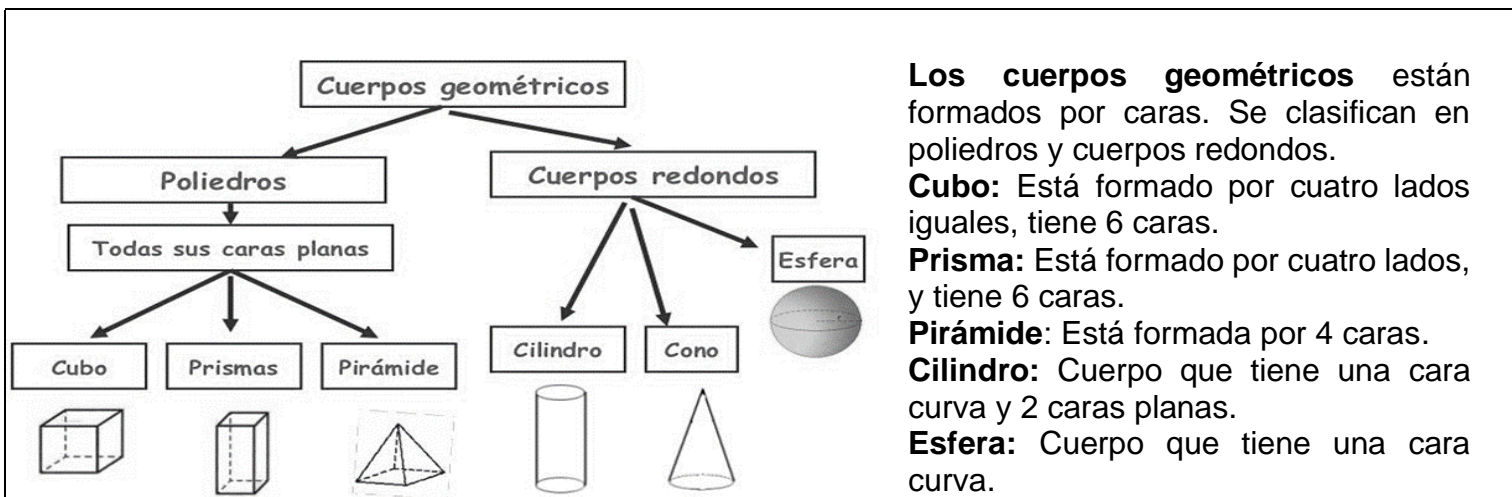 Cuerpos geométricos
Poliedros
Cuerpos redondos
Todas sus caras planas
Esfera
Cubo
Prismas
Pirámide
Cilindro
Cono
Los cuerpos geométricos están
formados por caras. Se clasifican en
poliedros y cuerpos redondos.
Cubo: Está formado por cuatro lados
iguales, tiene 6 caras.
Prisma: Está formado por cuatro lados,
y tiene 6 caras.
Pirámide: Está formada por 4 caras.
Cilindro: Cuerpo que tiene una cara
curva y 2 caras planas.
Esfera: Cuerpo que tiene una cara
curva.